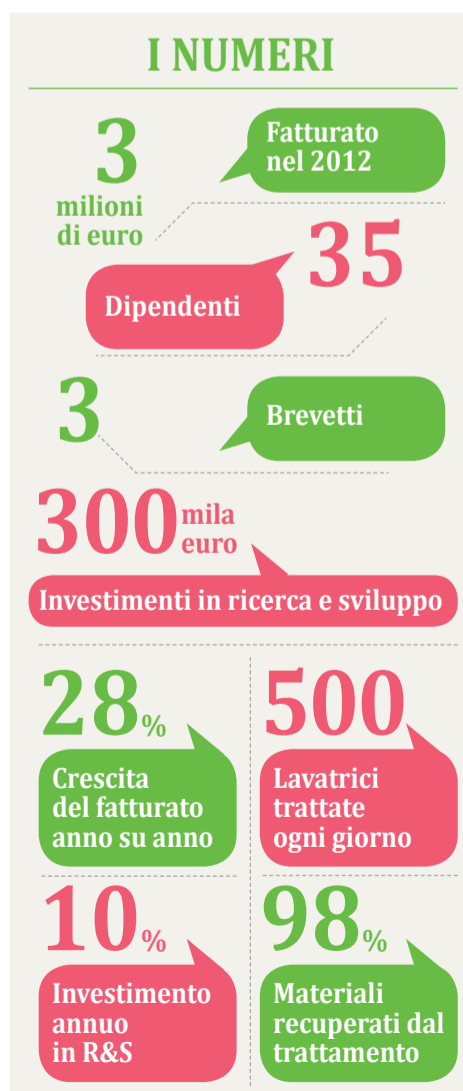 I NUMERI
3
milioni
di euro
Fatturato
nel 2012
35
Dipendenti
3
Brevetti
300 mila
euro
Investimenti in ricerca e sviluppo
28%
Crescita
del fatturato
anno su anno
500
Lavatrici
trattate
ogni giorno
10%
Investimento
annuo
in R&S
98%
Materiali
recuperati dal
trattamento